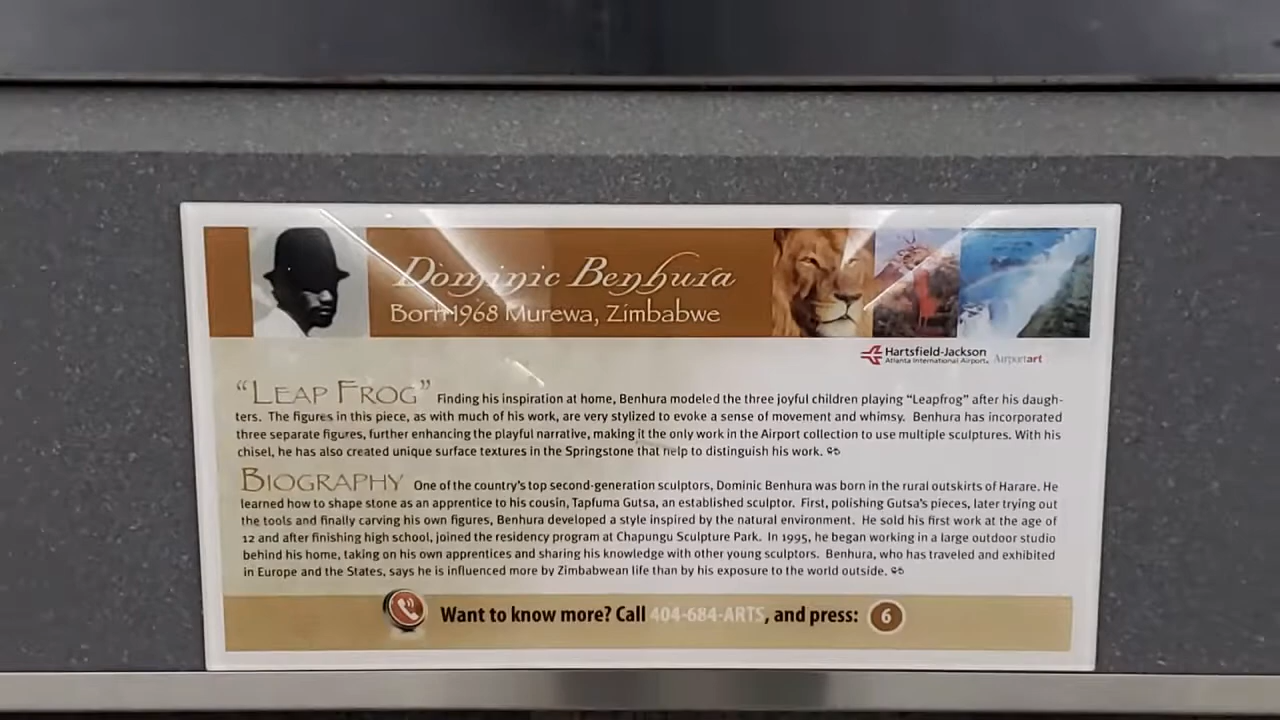 Dominic Benhura
Born 1968 Murewa, Zimbabwe
Hartsfield-Jackson
Atlanta International Airport®
Airportart
“LEAP FROG” Finding his inspiration at home, Benhura modeled the three joyful children playing “Leapfrog” after his daugh-
ters. The figures in this piece, as with much of his work, are very stylized to evoke a sense of movement and whimsy. Benhura has incorporated
three separate figures, further enhancing the playful narrative, making it the only work in the Airport collection to use multiple sculptures. With his
chisel, he has also created unique surface textures in the Springstone that help to distinguish his work.
BIOGRAPHY One of the country’s top second-generation sculptors, Dominic Benhura was born in the rural outskirts of Harare. He
learned how to shape stone as an apprentice to his cousin, Tapfuma Gutsa, an established sculptor. First, polishing Gutsa’s pieces, later trying out
the tools and finally carving his own figures, Benhura developed a style inspired by the natural environment. He sold his first work at the age of
12 and after finishing high school, joined the residency program at Chapungu Sculpture Park. In 1995, he began working in a large outdoor studio
behind his home, taking on his own apprentices and sharing his knowledge with other young sculptors. Benhura, who has traveled and exhibited
in Europe and the States, says he is influenced more by Zimbabwean life than by his exposure to the world outside.
Want to know more? Call 404-684-ARTS, and press: 6